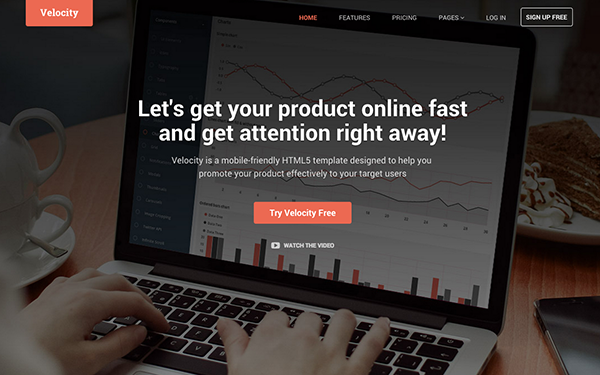 Velocity
HOME FEATURES PRICING PAGES LOG IN SIGN UP FREE
Let's get your product online fast
and get attention right away!
Velocity is a mobile-friendly HTML5 template designed to help you
promote your product effectively to your target users
Try Velocity Free
WATCH THE VIDEO